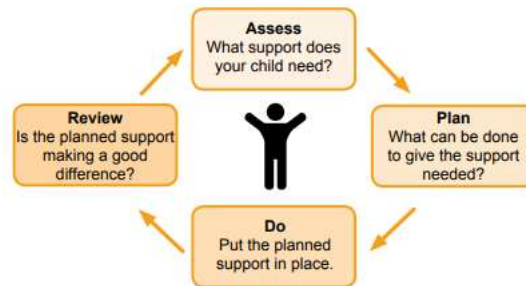 Assess
What support does
your child need?
Plan
What can be done
to give the support
needed?
Do
Put the planned
support in place.
Review
Is the planned support
making a good
difference?